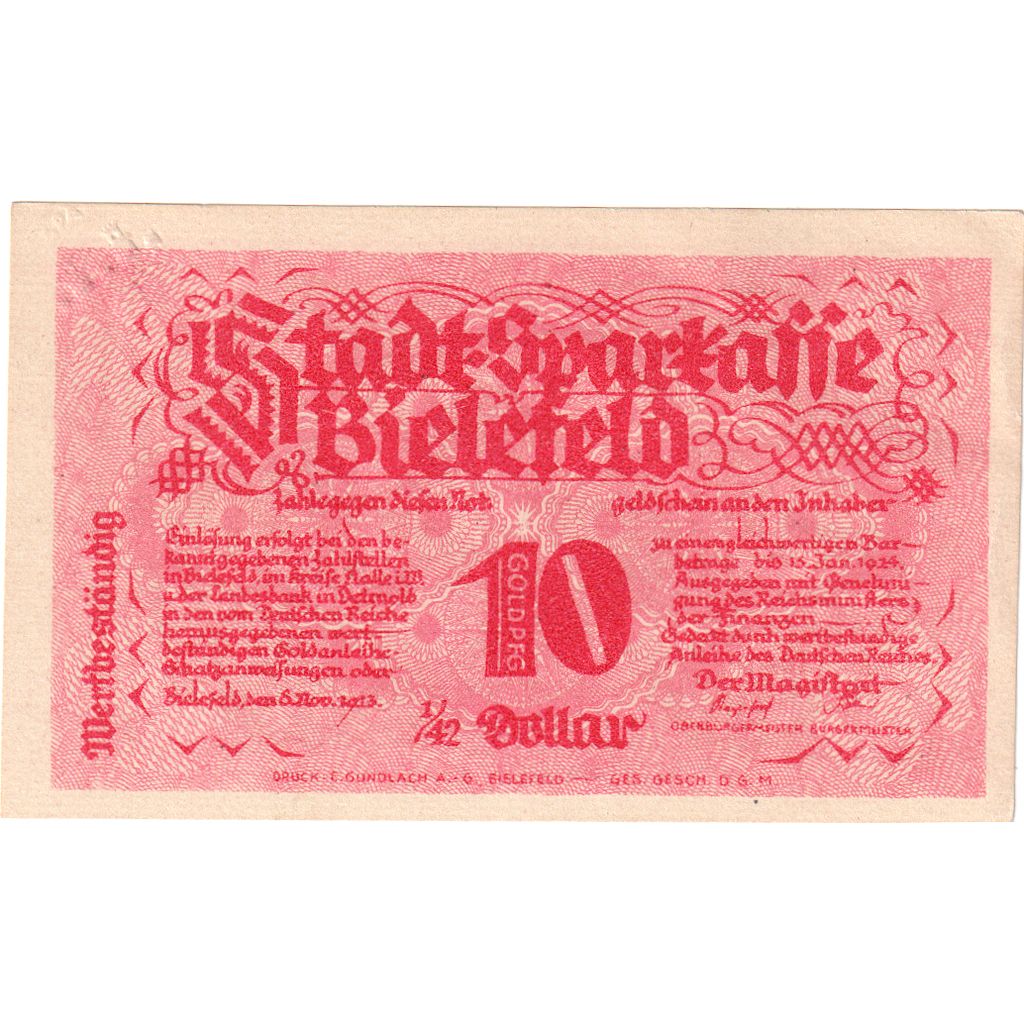 Stadt-Sparkasse
Bielefeld
zahle gegen diesen Not-
geldschein an den Inhaber
Wertbeständig
Einlösung erfolgt bei den be-
kanntgegebenen Zahlstellen
in Bielefeld, im Kreise Halle i.W.
u. der Landesbank in Detmold
in den vom Deutschen Reiche
herausgegebenen wert-
beständigen Goldanleihe-
Schatzanweisungen oder
Bielefeld, den 6. Nov. 1923.
10
GOLDPFG
1/42 Dollar
zu einem gleichwertigen Bar-
betrage bis 15. Jan. 1924.
Ausgegeben mit Genehmi-
gung des Reichsministers
der Finanzen
Gedeckt durch wertbeständige
Anleihe des Deutschen Reiches.
Der Magistrat
OBERBÜRGERMEISTER BÜRGERMEISTER
DRUCK: E. GUNDLACH A.-G. BIELEFELD — GES. GESCH. D.G.M